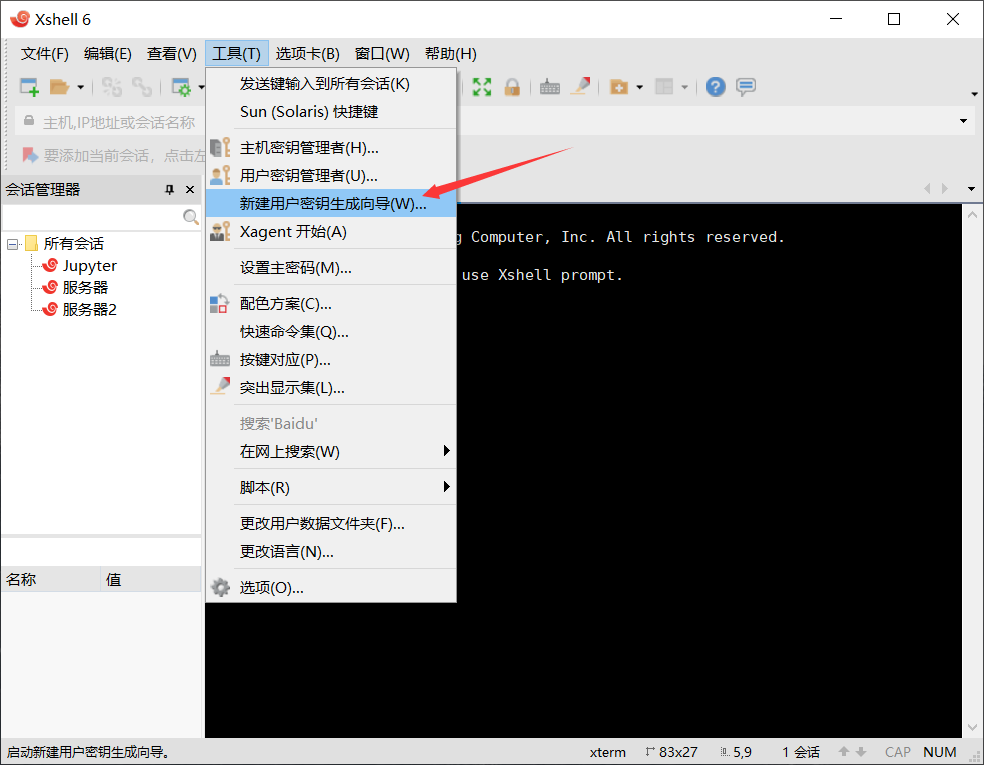 Xshell 6
文件(F) 编辑(E) 查看(V) 工具(T) 选项卡(B) 窗口(W) 帮助(H)
主机,IP地址或会话名称
要添加当前会话，点击左
会话管理器
所有会话
Jupyter
服务器
服务器2
名称 值
发送键输入到所有会话(K)
Sun (Solaris) 快捷键
主机密钥管理者(H)...
用户密钥管理者(U)...
新建用户密钥生成向导(W)...
Xagent 开始(A)
设置主密码(M)...
配色方案(C)...
快速命令集(Q)...
按键对应(P)...
突出显示集(L)...
搜索'Baidu'
在网上搜索(W)
脚本(R)
更改用户数据文件夹(F)...
更改语言(N)...
选项(O)...
g Computer, Inc. All rights reserved.
use Xshell prompt.
启动新建用户密钥生成向导。 xterm 83x27 5,9 1 会话 CAP NUM